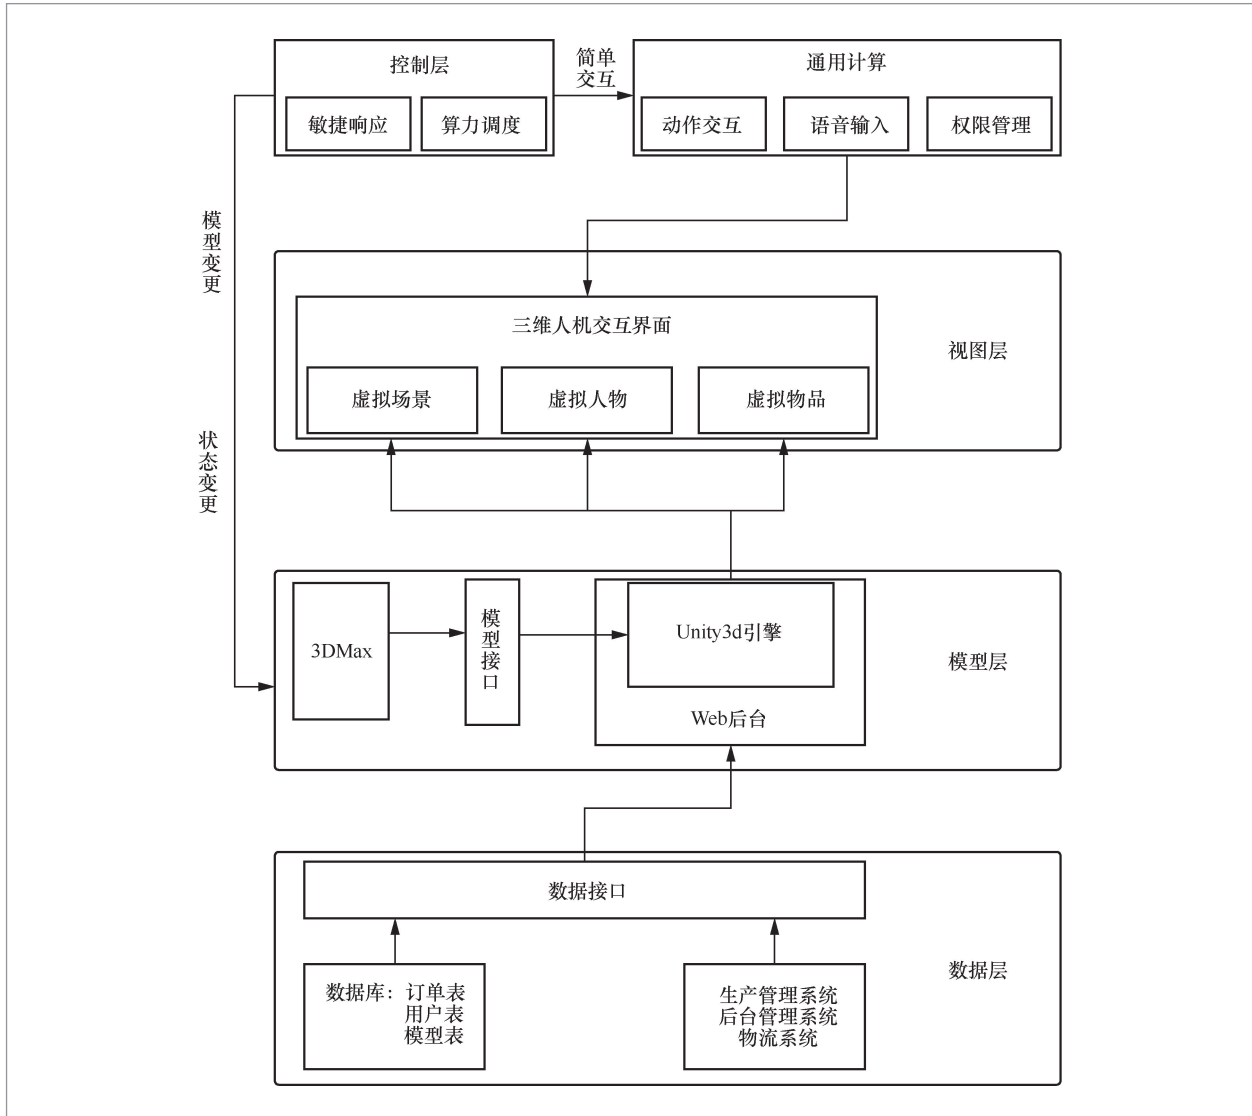 控制层
敏捷响应
算力调度
简单
交互
通用计算
动作交互
语音输入
权限管理
模型变更
状态变更
三维人机交互界面
虚拟场景
虚拟人物
虚拟物品
视图层
3DMax
模型接口
Unity3d引擎
Web后台
模型层
数据接口
数据库：订单表
用户表
模型表
生产管理系统
后台管理系统
物流系统
数据层